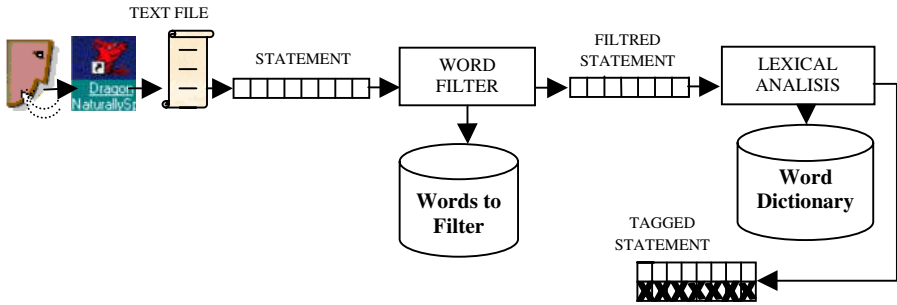 TEXT FILE
Dragon
NaturallySp
STATEMENT
WORD
FILTER
Words to
Filter
FILTRED
STATEMENT
LEXICAL
ANALISIS
Word
Dictionary
TAGGED
STATEMENT